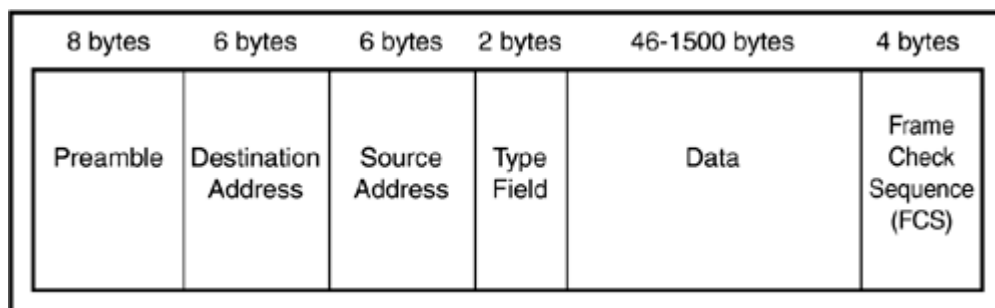 8 bytes 6 bytes 6 bytes 2 bytes 46-1500 bytes 4 bytes
Preamble
Destination
Address
Source
Address
Type
Field
Data
Frame
Check
Sequence
(FCS)